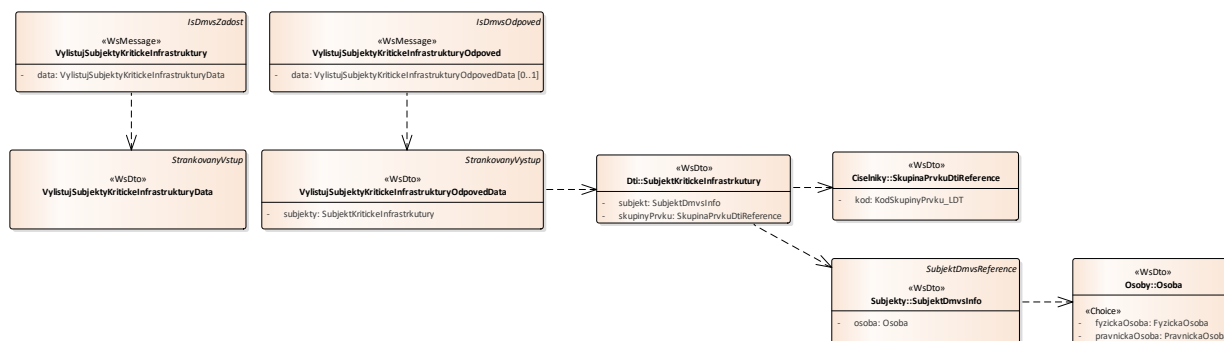 IsDmvsZadost
«WsMessage»
VylistujSubjektyKritickeInfrastruktury
- data: VylistujSubjektyKritickeInfrastrukturyData
IsDmvsOdpoved
«WsMessage»
VylistujSubjektyKritickeInfrastrukturyOdpoved
- data: VylistujSubjektyKritickeInfrastrukturyOdpovedData [0..1]
StrankovanyVstup
«WsDto»
VylistujSubjektyKritickeInfrastrukturyData
StrankovanyVystup
«WsDto»
VylistujSubjektyKritickeInfrastrukturyOdpovedData
- subjekty: SubjektKritickeInfrastrkutury
«WsDto»
Dti::SubjektKritickeInfrastrkutury
- subjekt: SubjektDmvsInfo
- skupinyPrvku: SkupinaPrvkuDtiReference
«WsDto»
Ciselniky::SkupinaPrvkuDtiReference
- kod: KodSkupinyPrvku_LDT
SubjektDmvsReference
«WsDto»
Subjekty::SubjektDmvsInfo
- osoba: Osoba
«WsDto»
Osoby::Osoba
«Choice»
- fyzickaOsoba: FyzickaOsoba
- pravnickaOsoba: PravnickaOsob